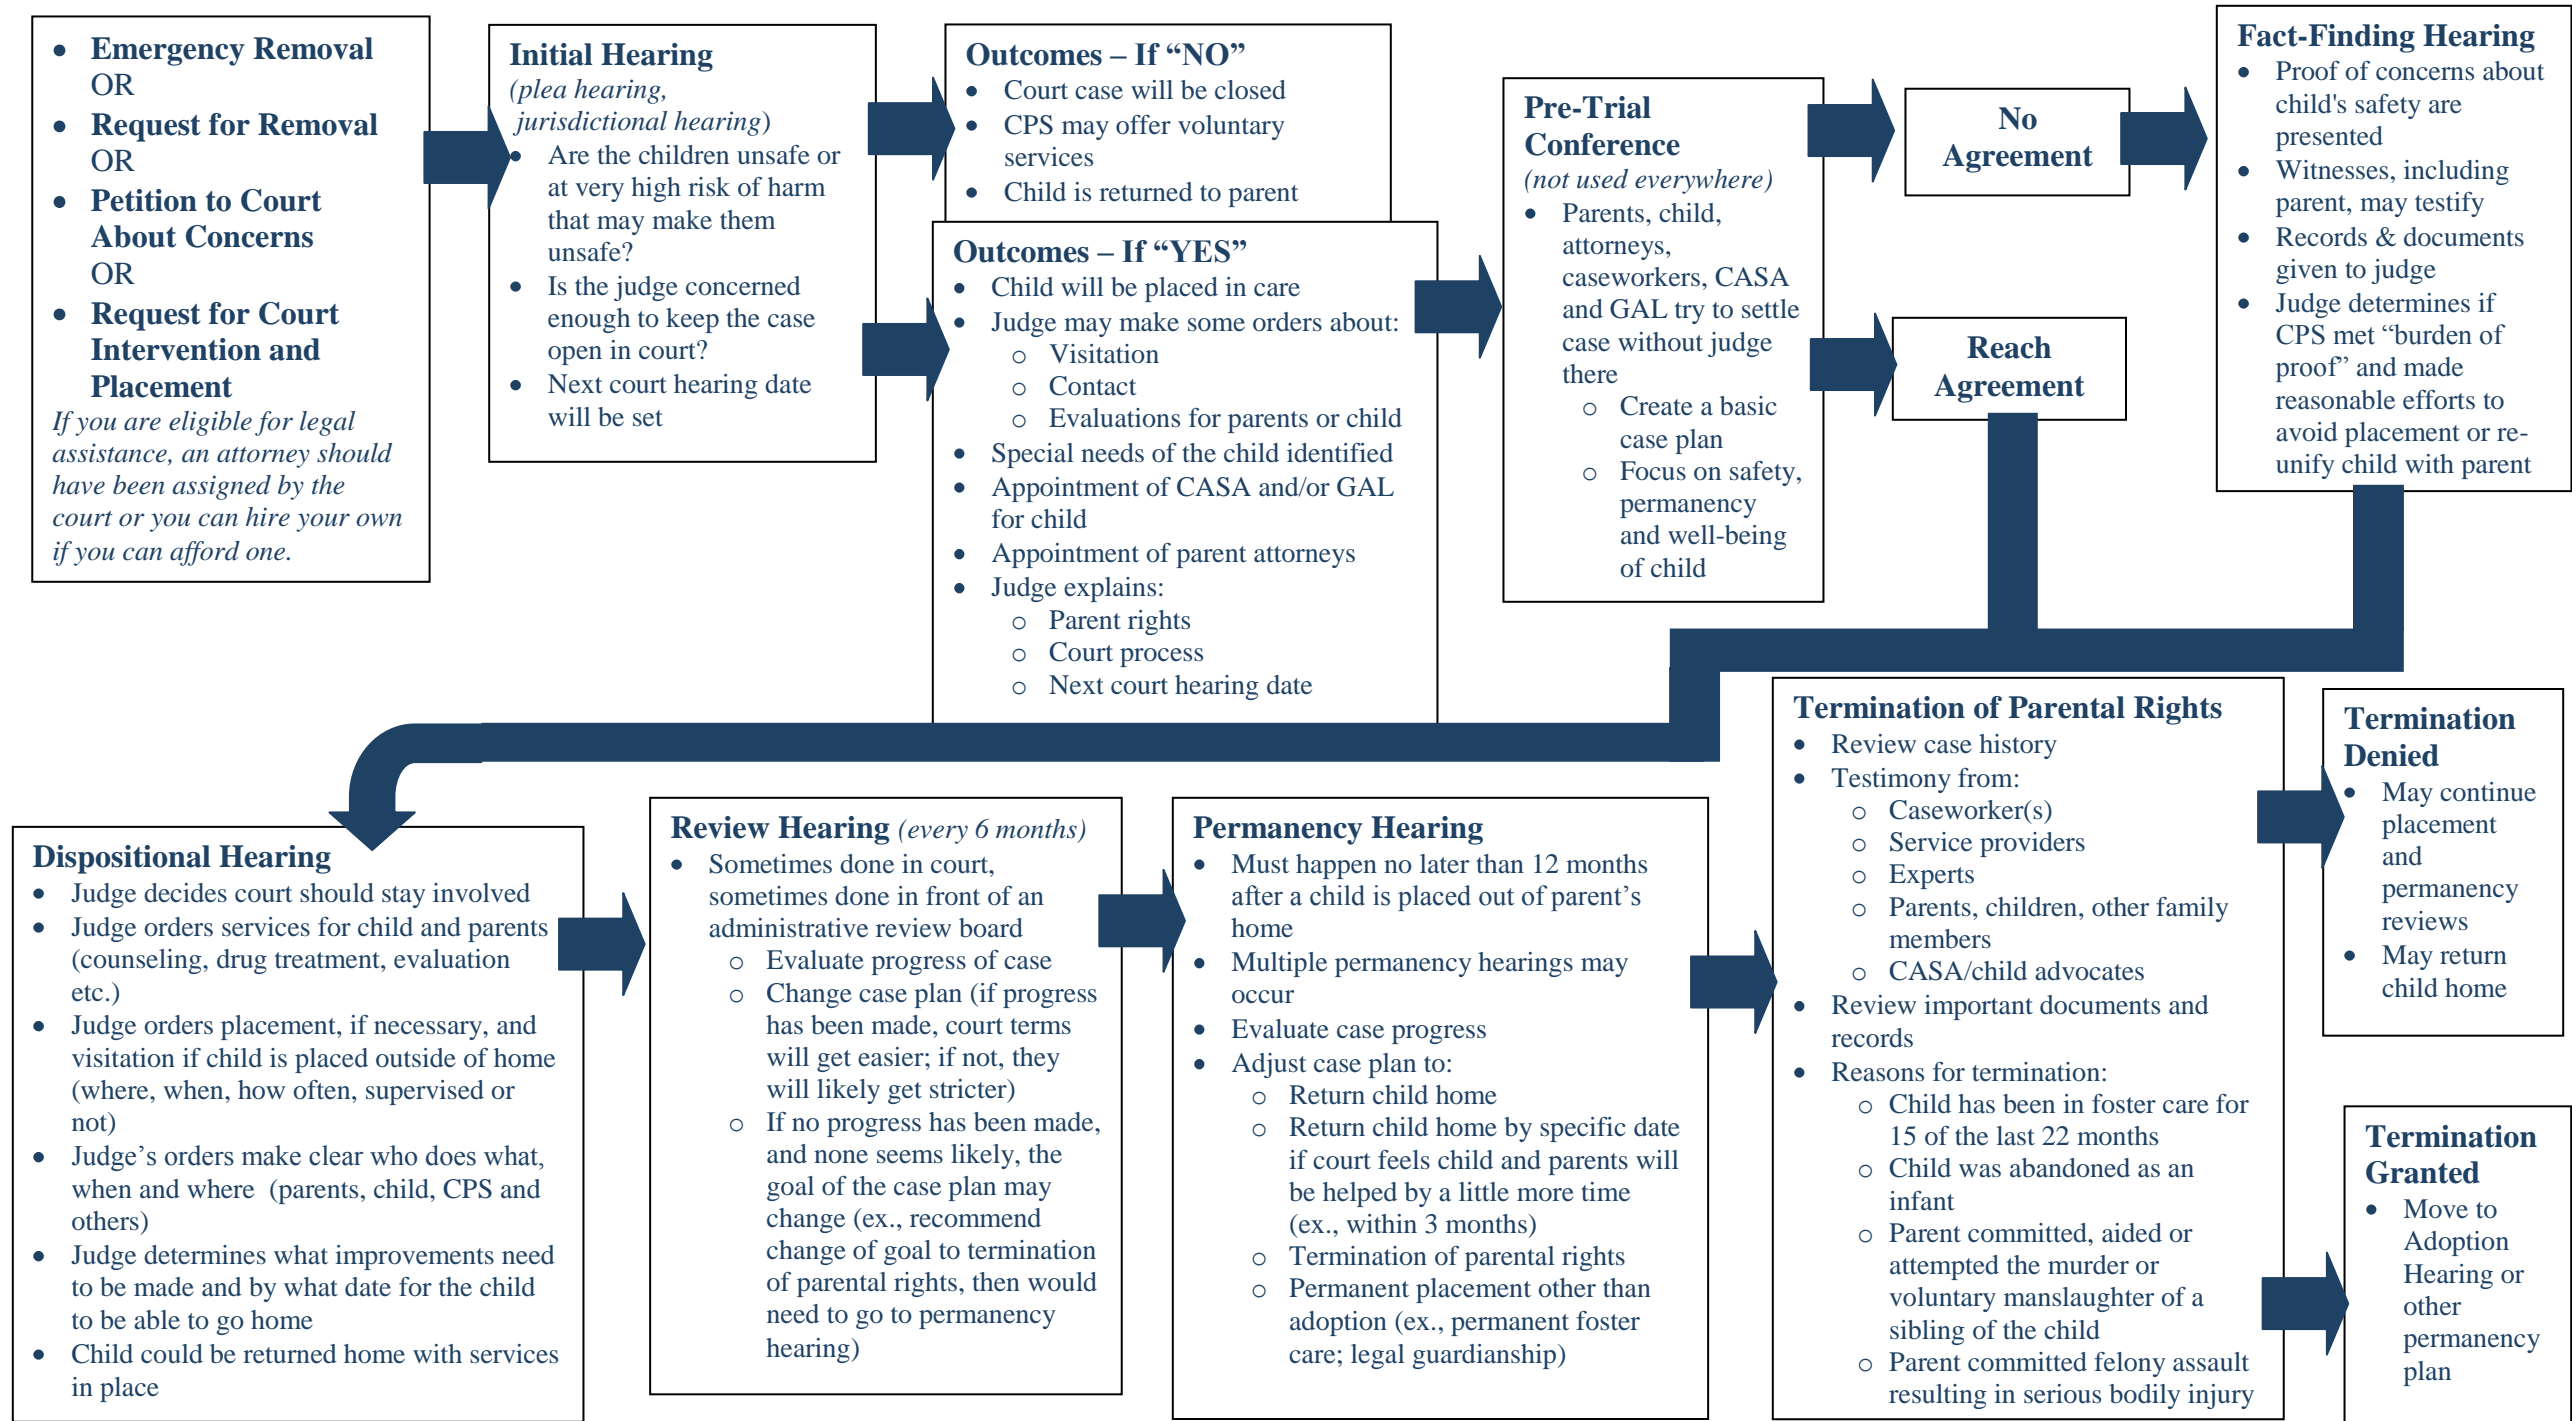 • Emergency Removal
OR
• Request for Removal
OR
• Petition to Court
About Concerns
OR
• Request for Court
Intervention and
Placement
If you are eligible for legal
assistance, an attorney should
have been assigned by the
court or you can hire your own
if you can afford one.
Initial Hearing
(plea hearing,
jurisdictional hearing)
• Are the children unsafe or
at very high risk of harm
that may make them
unsafe?
• Is the judge concerned
enough to keep the case
open in court?
• Next court hearing date
will be set
Outcomes – If “NO”
• Court case will be closed
• CPS may offer voluntary
services
• Child is returned to parent
Outcomes – If “YES”
• Child will be placed in care
• Judge may make some orders about:
o Visitation
o Contact
o Evaluations for parents or child
• Special needs of the child identified
• Appointment of CASA and/or GAL
for child
• Appointment of parent attorneys
• Judge explains:
o Parent rights
o Court process
o Next court hearing date
Pre-Trial
Conference
(not used everywhere)
• Parents, child,
attorneys,
caseworkers, CASA
and GAL try to settle
case without judge
there
o Create a basic
case plan
o Focus on safety,
permanency
and well-being
of child
No
Agreement
Reach
Agreement
Fact-Finding Hearing
• Proof of concerns about
child's safety are
presented
• Witnesses, including
parent, may testify
• Records & documents
given to judge
• Judge determines if
CPS met “burden of
proof” and made
reasonable efforts to
avoid placement or re-
unify child with parent
Dispositional Hearing
• Judge decides court should stay involved
• Judge orders services for child and parents
(counseling, drug treatment, evaluation
etc.)
• Judge orders placement, if necessary, and
visitation if child is placed outside of home
(where, when, how often, supervised or
not)
• Judge’s orders make clear who does what,
when and where (parents, child, CPS and
others)
• Judge determines what improvements need
to be made and by what date for the child
to be able to go home
• Child could be returned home with services
in place
Review Hearing (every 6 months)
• Sometimes done in court,
sometimes done in front of an
administrative review board
o Evaluate progress of case
o Change case plan (if progress
has been made, court terms
will get easier; if not, they
will likely get stricter)
o If no progress has been made,
and none seems likely, the
goal of the case plan may
change (ex., recommend
change of goal to termination
of parental rights, then would
need to go to permanency
hearing)
Permanency Hearing
• Must happen no later than 12 months
after a child is placed out of parent’s
home
• Multiple permanency hearings may
occur
• Evaluate case progress
• Adjust case plan to:
o Return child home
o Return child home by specific date
if court feels child and parents will
be helped by a little more time
(ex., within 3 months)
o Termination of parental rights
o Permanent placement other than
adoption (ex., permanent foster
care; legal guardianship)
Termination of Parental Rights
• Review case history
• Testimony from:
o Caseworker(s)
o Service providers
o Experts
o Parents, children, other family
members
o CASA/child advocates
• Review important documents and
records
• Reasons for termination:
o Child has been in foster care for
15 of the last 22 months
o Child was abandoned as an
infant
o Parent committed, aided or
attempted the murder or
voluntary manslaughter of a
sibling of the child
o Parent committed felony assault
resulting in serious bodily injury
Termination
Denied
• May continue
placement
and
permanency
reviews
• May return
child home
Termination
Granted
• Move to
Adoption
Hearing or
other
permanency
plan